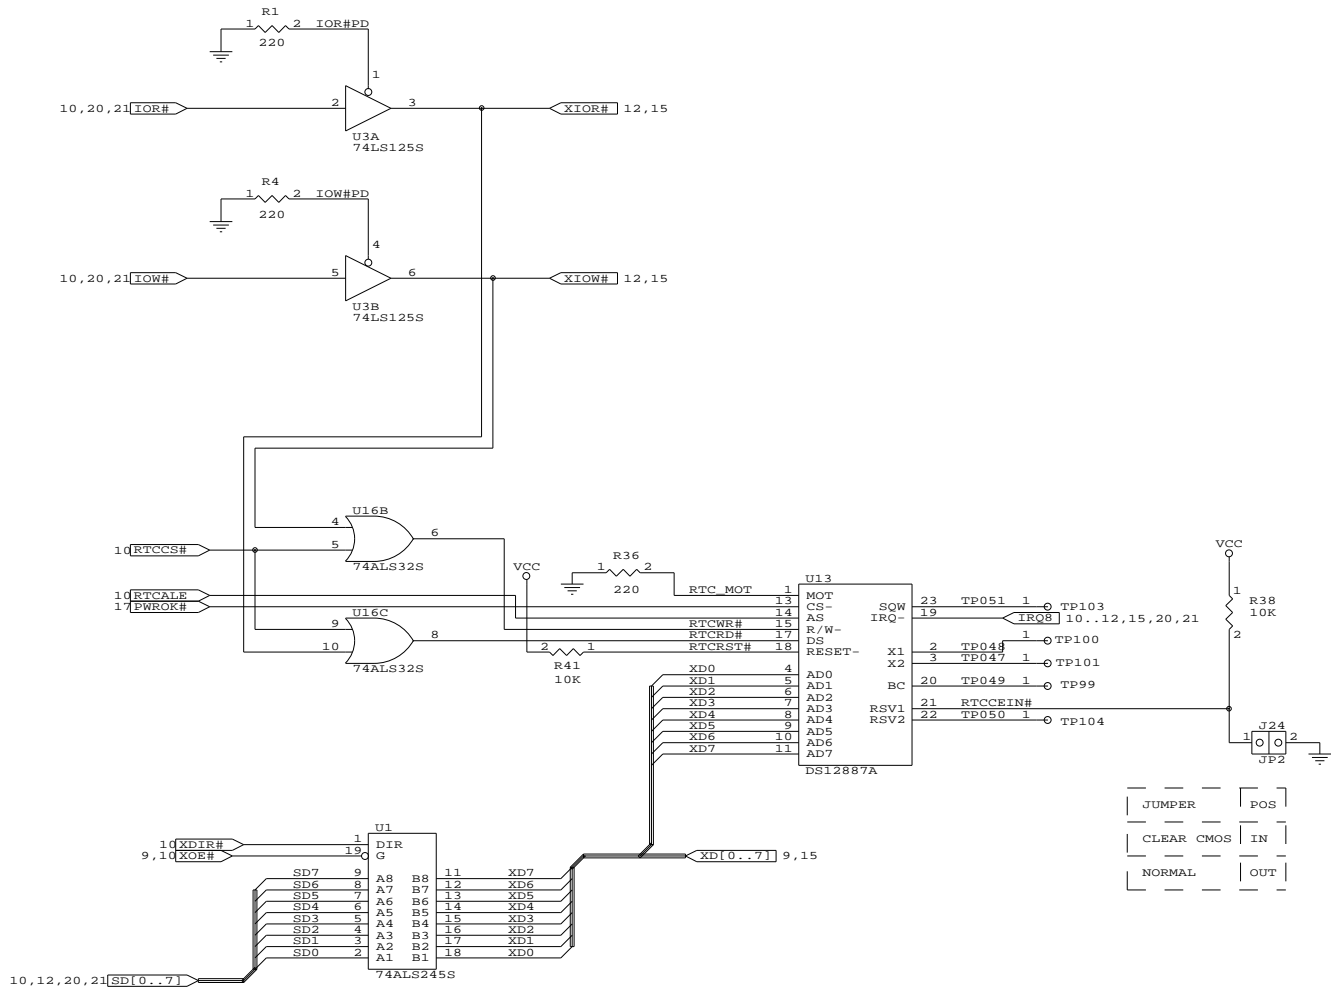 R1
1 2 IOR#PD
220
1
10,20,21 IOR# 2 3 XIOR# 12,15
U3A
74LS125S
R4
1 2 IOW#PD
220
4
10,20,21 IOW# 5 6 XIOW# 12,15
U3B
74LS125S
U16B
4
6
10 RTCCS# 5
74ALS32S
VCC
R36
1 2
220
10 RTCALE
17 PWROK#
U16C
9
8
10
74ALS32S
2 1
R41
10K
U13
RTC_MOT 1 MOT
13 CS-
14 AS
RTCWR# 15 R/W-
RTCRD# 17 DS
RTCRST# 18 RESET-
XD0 4 AD0
XD1 5 AD1
XD2 6 AD2
XD3 7 AD3
XD4 8 AD4
XD5 9 AD5
XD6 10 AD6
XD7 11 AD7
SQW 23 TP051 1 TP103
IRQ- 19 IRQ8 10..12,15,20,21
X1 2 TP048 1 TP100
X2 3 TP047 1 TP101
BC 20 TP049 1 TP99
RSV1 21 RTCCEIN#
RSV2 22 TP050 1 TP104
DS12887A
VCC
1
R38
10K
2
J24
1 2
JP2
JUMPER POS
CLEAR CMOS IN
NORMAL OUT
U1
10 XDIR# 1 DIR
9,10 XOE# 19 G
SD7 9 A8 B8 11 XD7
SD6 8 A7 B7 12 XD6
SD5 7 A6 B6 13 XD5
SD4 6 A5 B5 14 XD4
SD3 5 A4 B4 15 XD3
SD2 4 A3 B3 16 XD2
SD1 3 A2 B2 17 XD1
SD0 2 A1 B1 18 XD0
74ALS245S
10,12,20,21 SD[0..7]
XD[0..7] 9,15